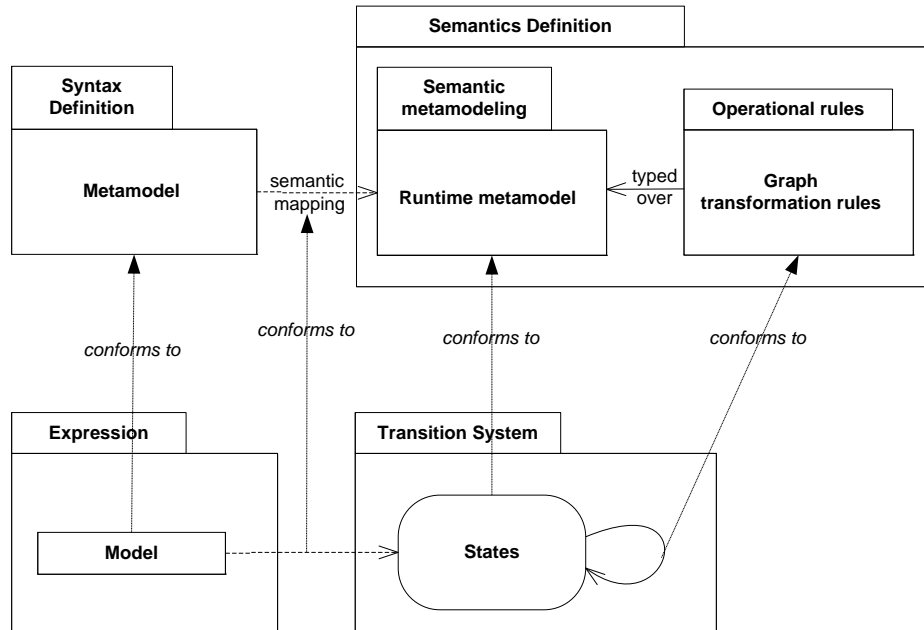 Semantics Definition
Syntax
Definition
Semantic
metamodeling
Operational rules
Metamodel
semantic
mapping
Runtime metamodel
typed
over
Graph
transformation rules
conforms to
conforms to
conforms to
conforms to
Expression
Transition System
Model
States